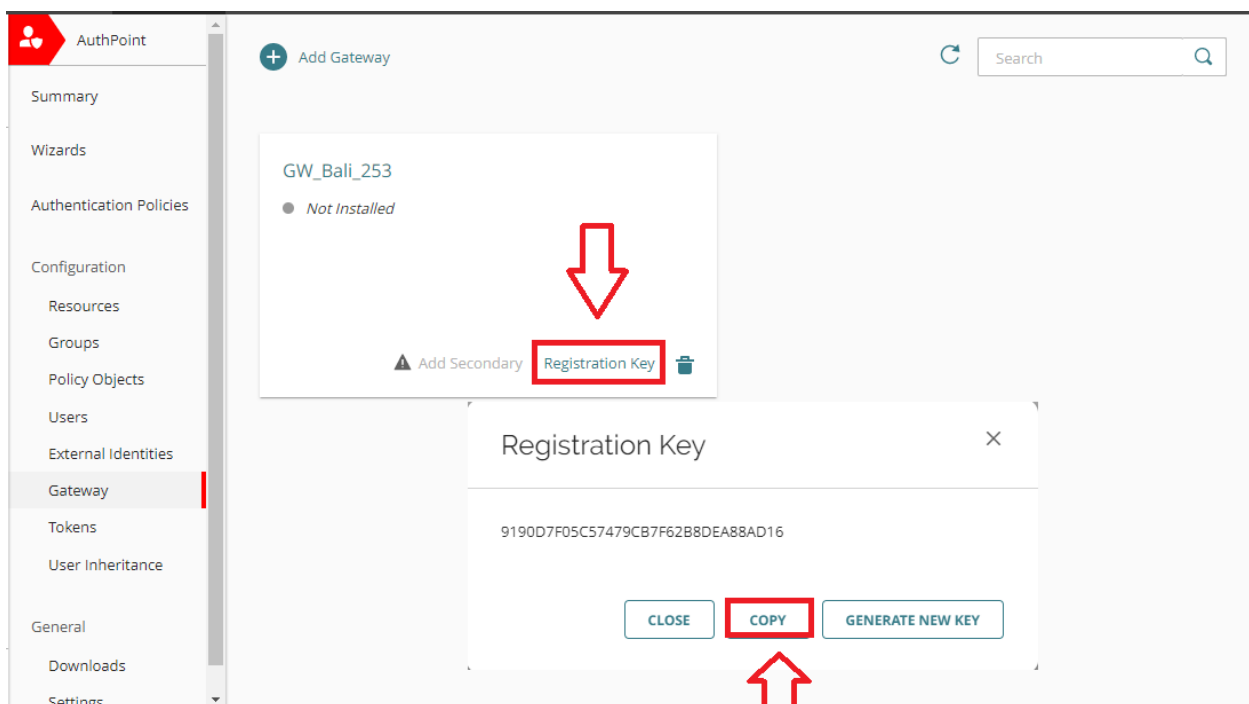 AuthPoint
Summary
Wizards
Authentication Policies
Configuration
Resources
Groups
Policy Objects
Users
External Identities
Gateway
Tokens
User Inheritance
General
Downloads
Settings
Add Gateway
Search
GW_Bali_253
Not Installed
Add Secondary Registration Key
Registration Key
9190D7F05C57479CB7F62B8DEA88AD16
CLOSE COPY GENERATE NEW KEY